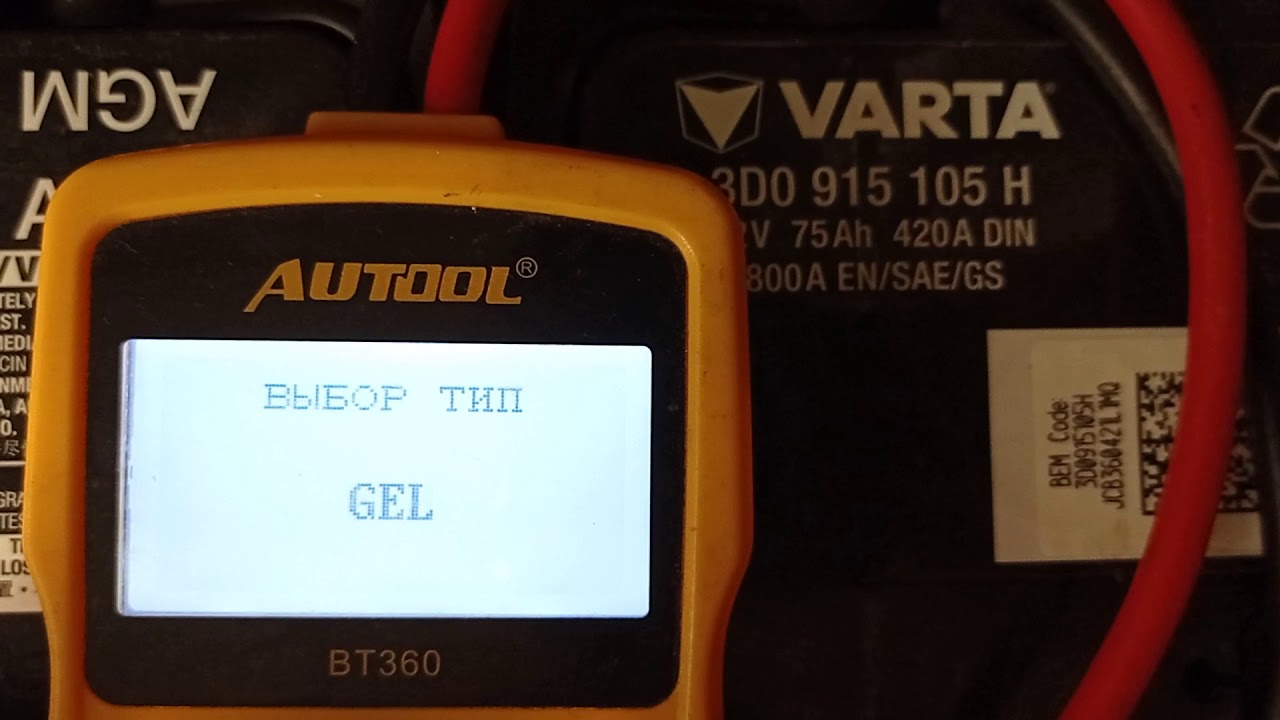 AGM
VARTA
3D0 915 105 H
75Ah 420A DIN
800A EN/SAE/GS
BEM Code:
3D0915105H
JCB360421L1MQ
AUTOOL®
ВЫБОР ТИП
GEL
BT360